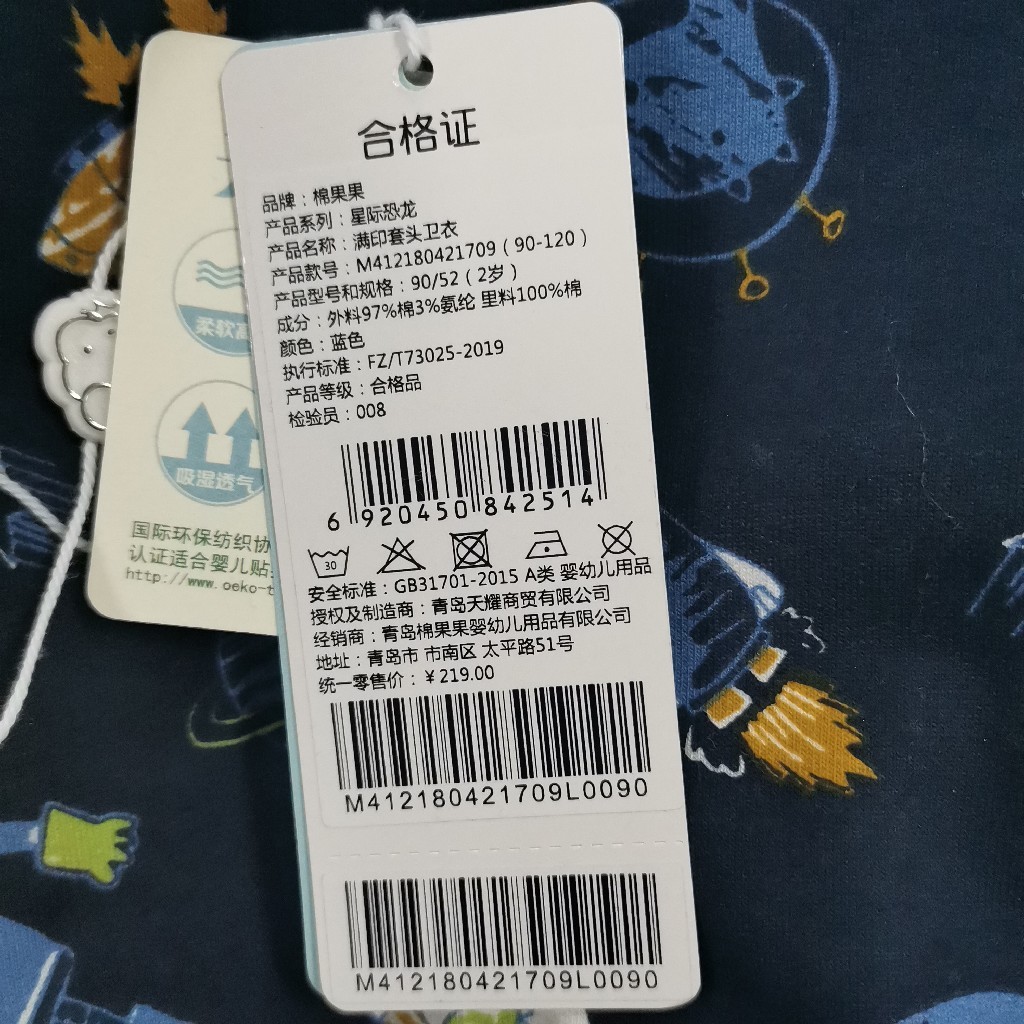 合格证
品牌：棉果果
产品系列：星际恐龙
产品名称：满印套头卫衣
产品款号：M412180421709（90-120）
产品型号和规格：90/52（2岁）
成分：外料97%棉3%氨纶 里料100%棉
颜色：蓝色
执行标准：FZ/T73025-2019
产品等级：合格品
检验员：008
6 920450 842514
30
安全标准：GB31701-2015 A类 婴幼儿用品
授权及制造商：青岛天耀商贸有限公司
经销商：青岛棉果果婴幼儿用品有限公司
地址：青岛市 市南区 太平路51号
统一零售价：￥219.00
M412180421709L0090
M412180421709L0090
柔软高
吸湿透气
国际环保纺织协
认证适合婴儿贴
http://www.oeko-t